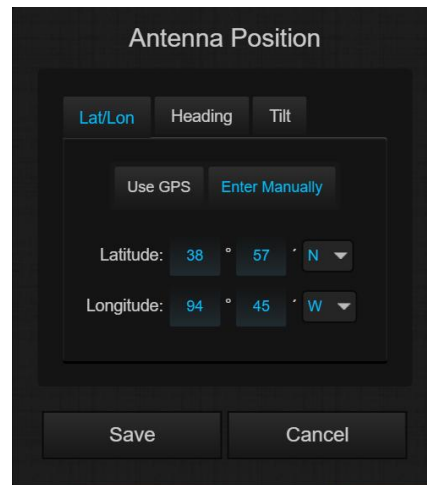 Antenna Position
Lat/Lon Heading Tilt
Use GPS Enter Manually
Latitude: 38 ° 57 ´ N
Longitude: 94 ° 45 ´ W
Save Cancel